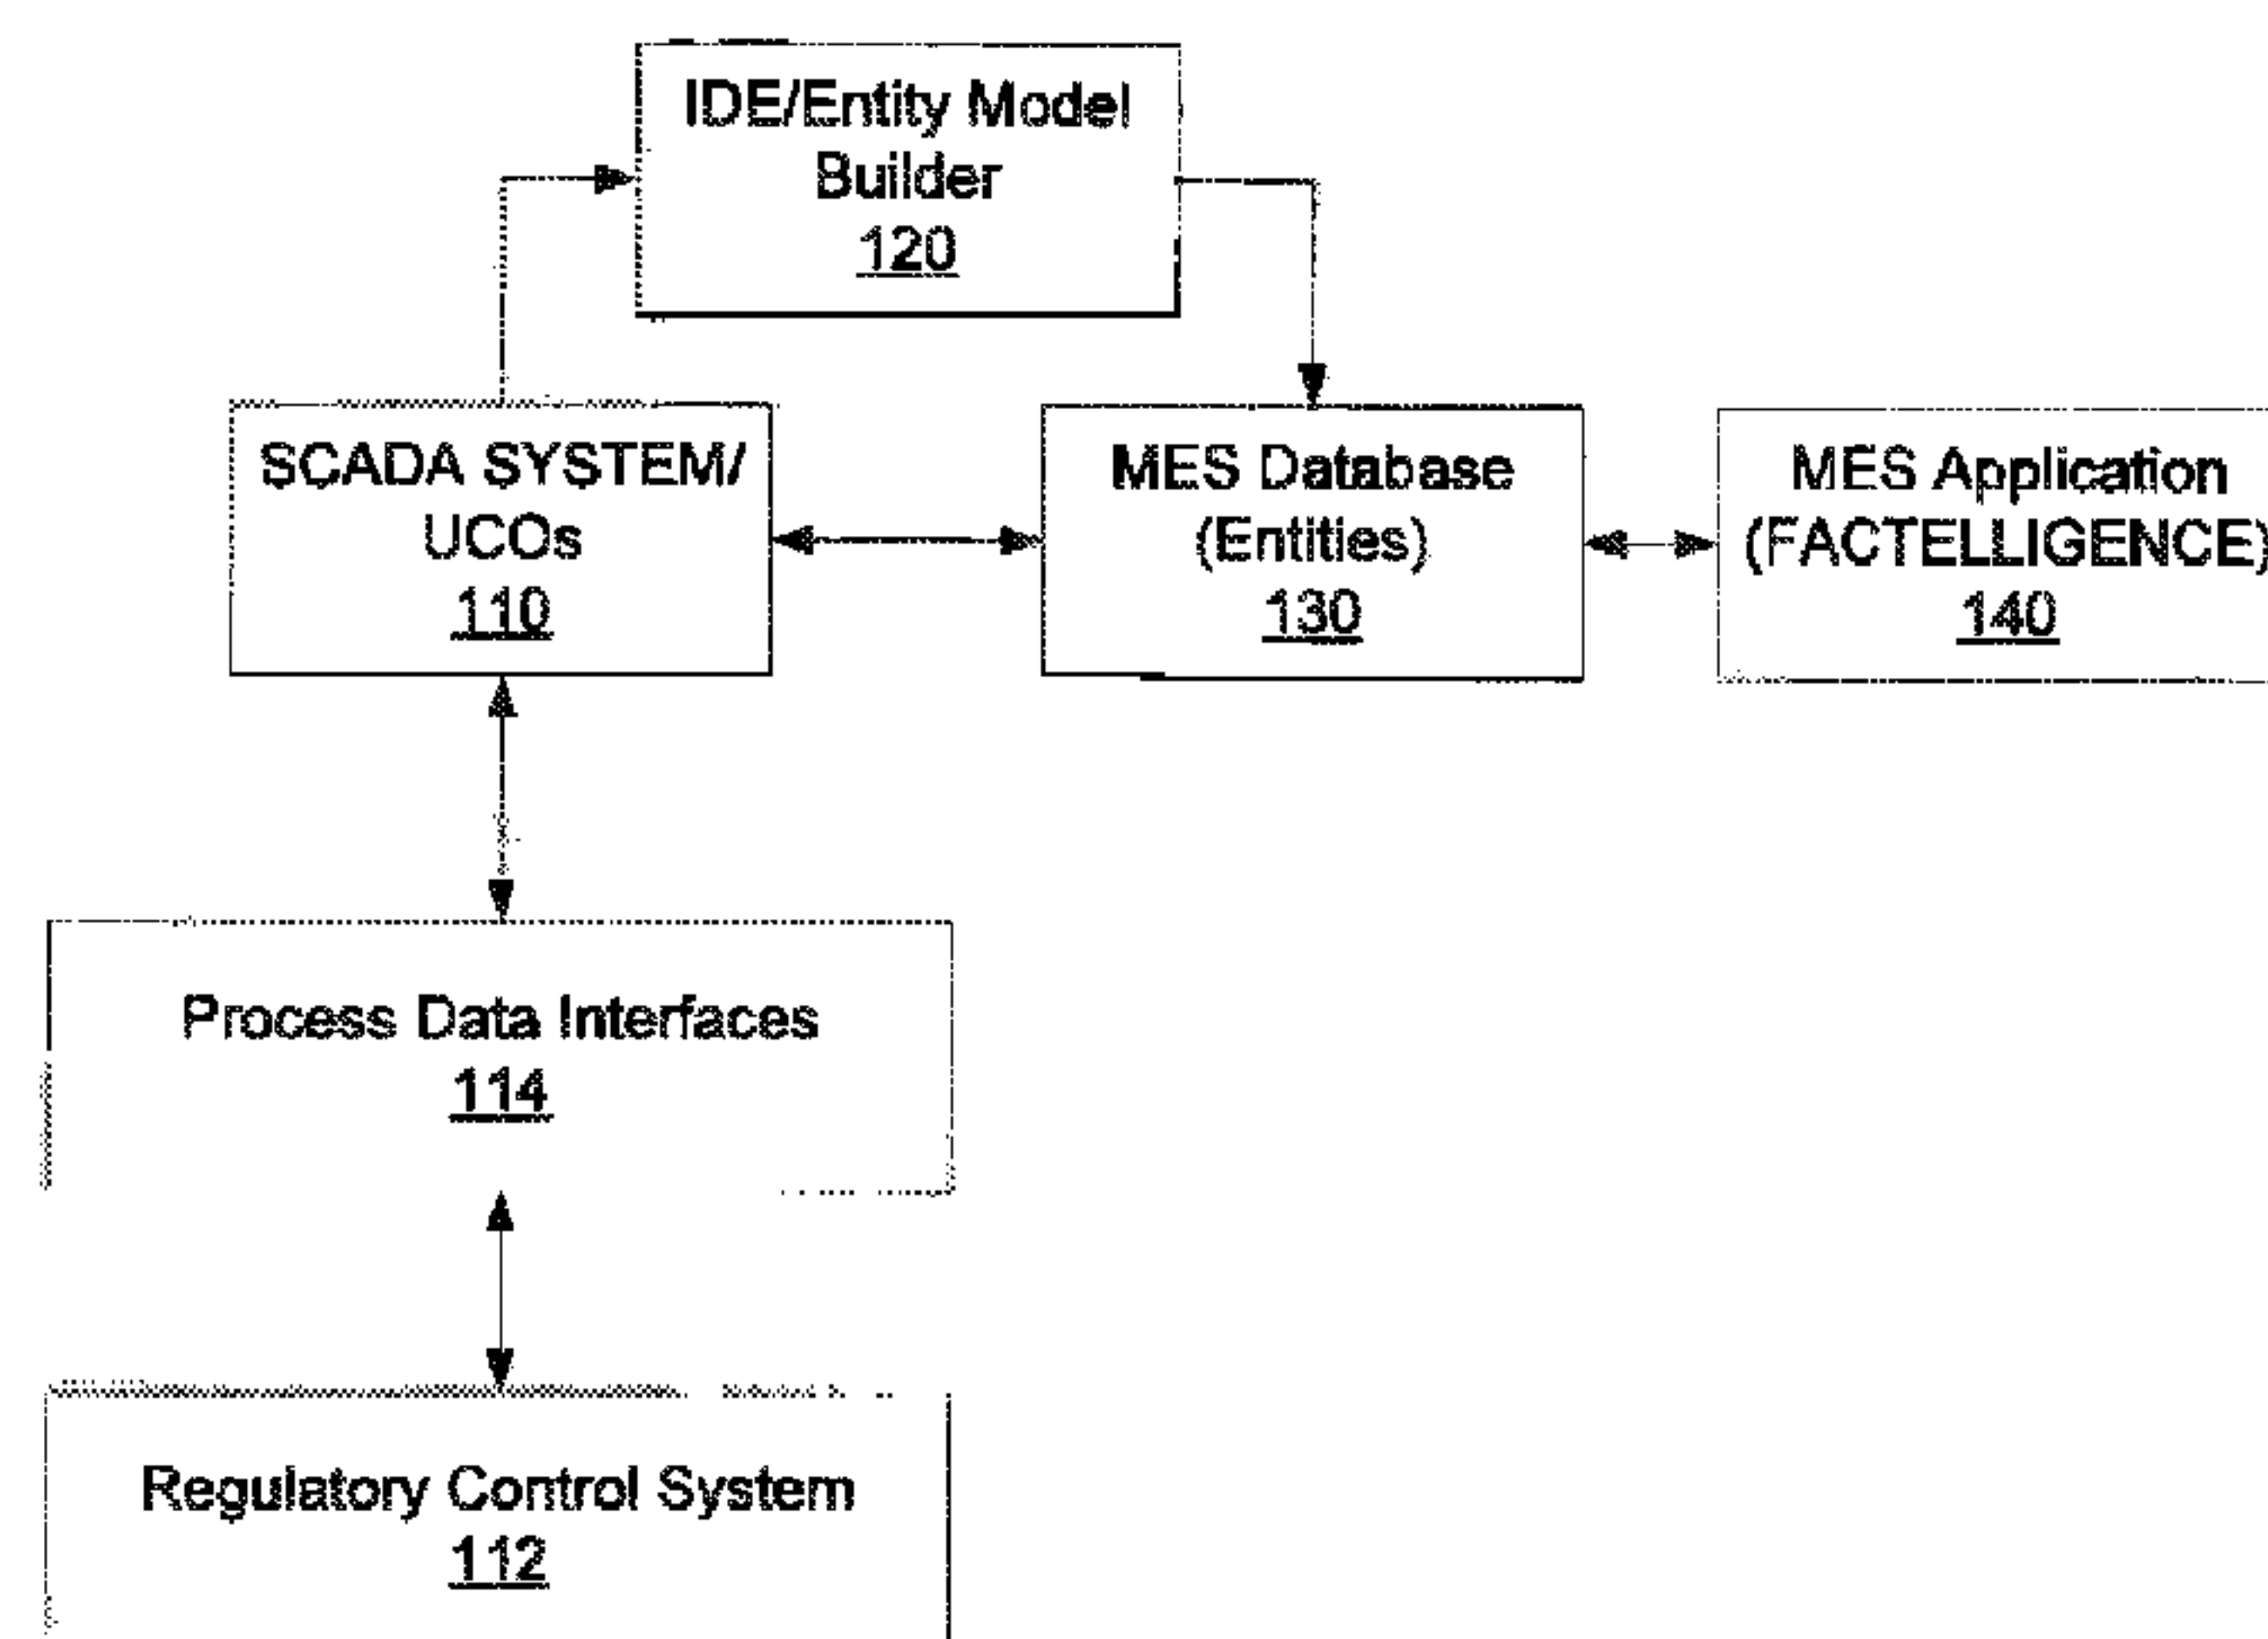 IDE/Entity Model
Builder
120
SCADA SYSTEM/
UCOs
110
MES Database
(Entities)
130
MES Application
(FACTELLIGENCE)
140
Process Data Interfaces
114
Regulatory Control System
112